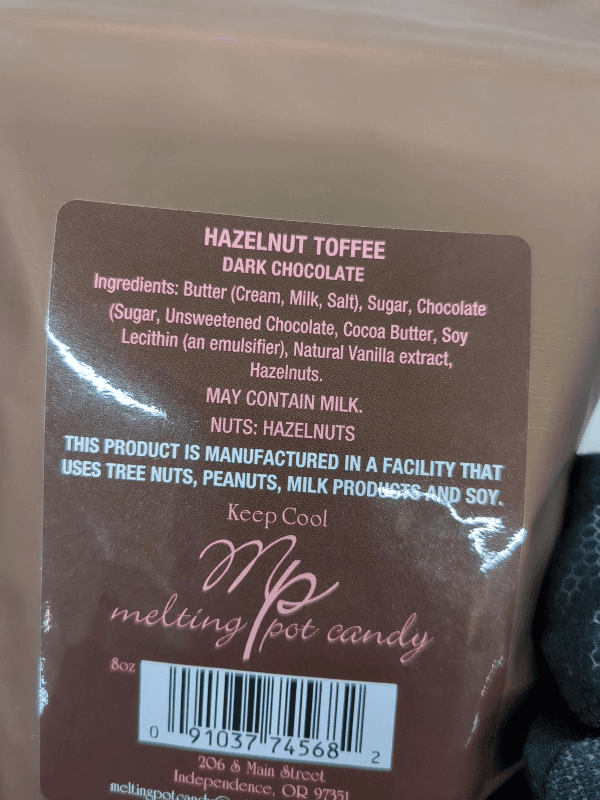 HAZELNUT TOFFEE
DARK CHOCOLATE
Ingredients: Butter (Cream, Milk, Salt), Sugar, Chocolate
(Sugar, Unsweetened Chocolate, Cocoa Butter, Soy
Lecithin (an emulsifier), Natural Vanilla extract,
Hazelnuts.
MAY CONTAIN MILK.
NUTS: HAZELNUTS
THIS PRODUCT IS MANUFACTURED IN A FACILITY THAT
USES TREE NUTS, PEANUTS, MILK PRODUCTS AND SOY.
Keep Cool
mp
melting pot candy
8oz
0 91037 74568 2
206 S Main Street
Independence, OR 97351